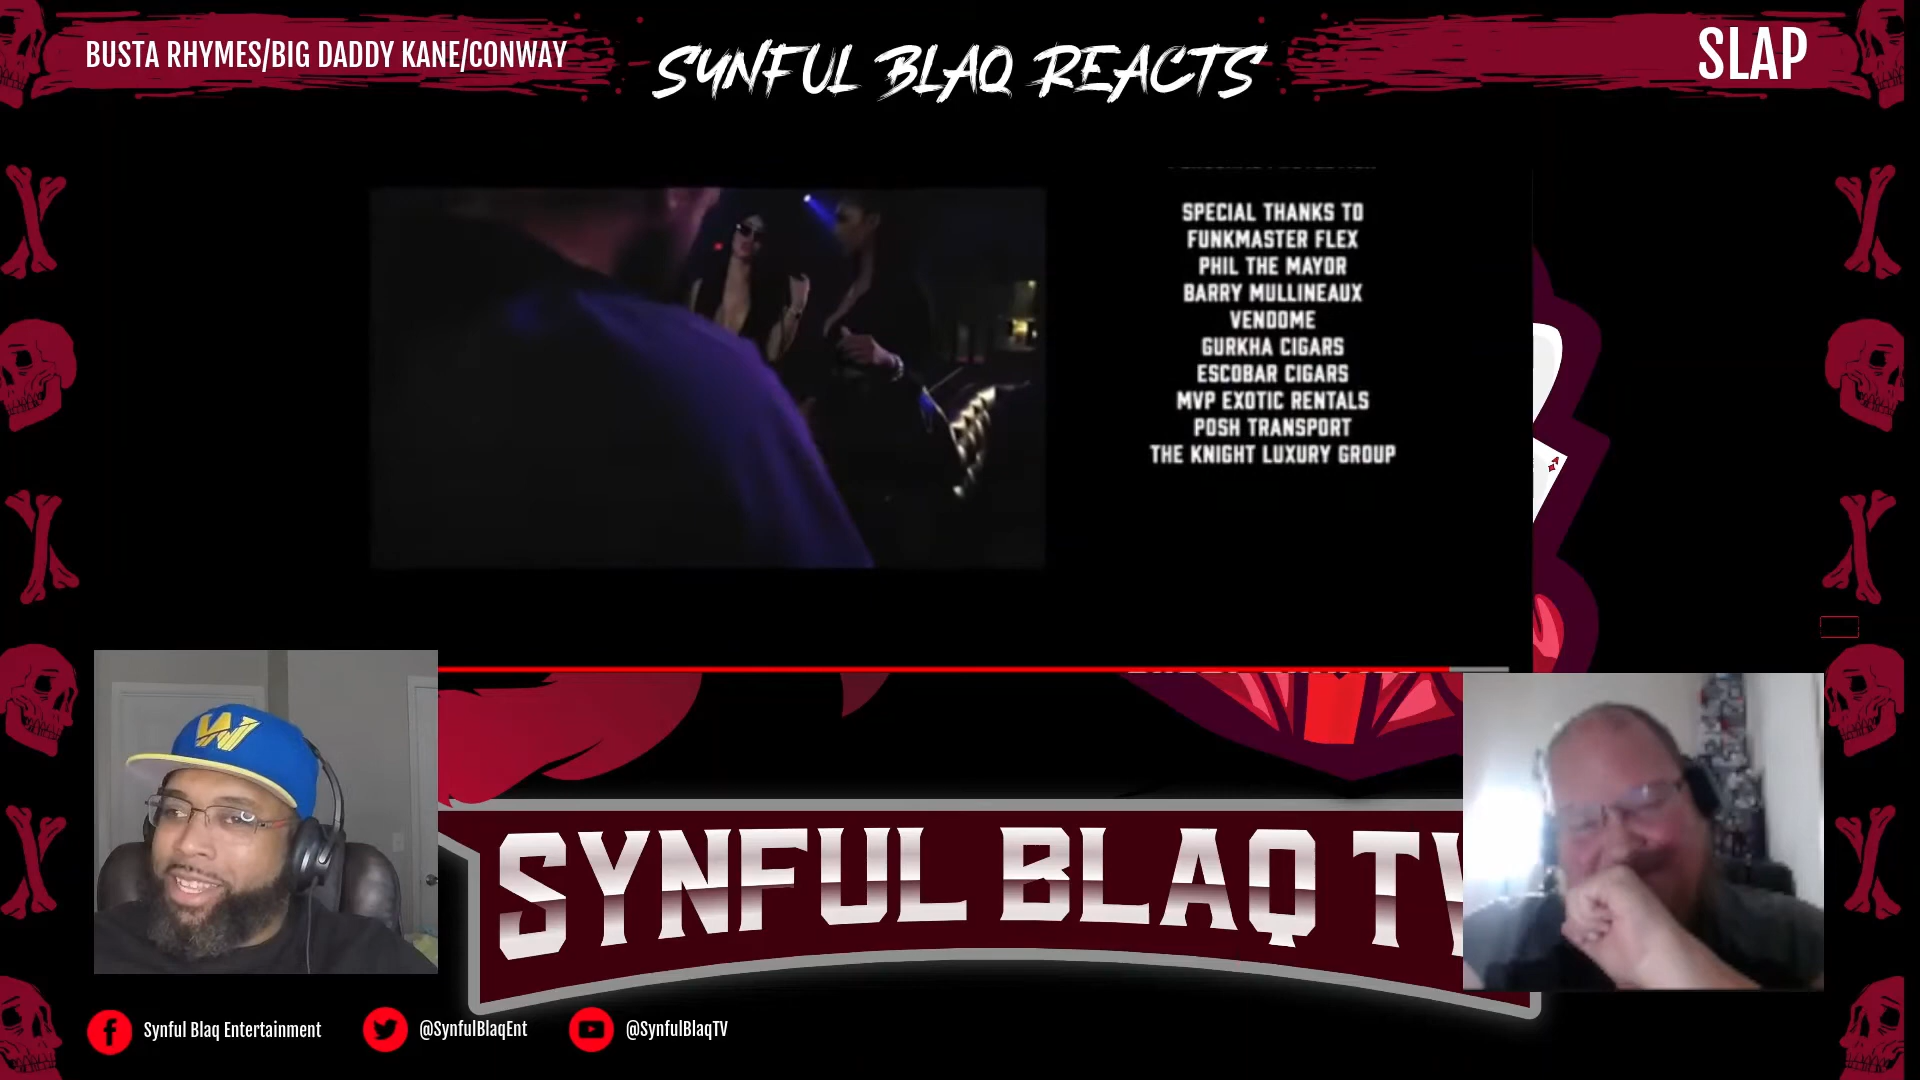 BUSTA RHYMES/BIG DADDY KANE/CONWAY
SYNFUL BLAQ REACTS
SLAP
SPECIAL THANKS TO
FUNKMASTER FLEX
PHIL THE MAYOR
BARRY MULLINEAUX
VENDOME
GURKHA CIGARS
ESCOBAR CIGARS
MVP EXOTIC RENTALS
POSH TRANSPORT
THE KNIGHT LUXURY GROUP
W
A
SYNFUL BLAQ TV
Synful Blaq Entertainment
@SynfulBlaqEnt
@SynfulBlaqTV